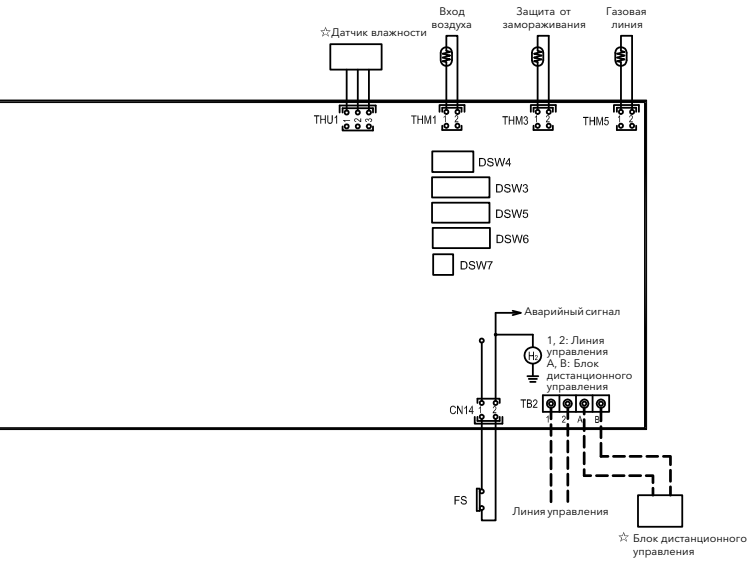 Вход
воздуха
Защита от
замораживания
Газовая
линия
☆Датчик влажности
THU1
1
2
3
THM1
1
2
THM3
1
2
THM5
1
2
DSW4
DSW3
DSW5
DSW6
DSW7
Аварийный сигнал
1, 2: Линия
управления
А, В: Блок
дистанционного
управления
H2
CN14
1
2
TB2
1
2
A
B
FS
Линия управления
☆ Блок дистанционного
управления